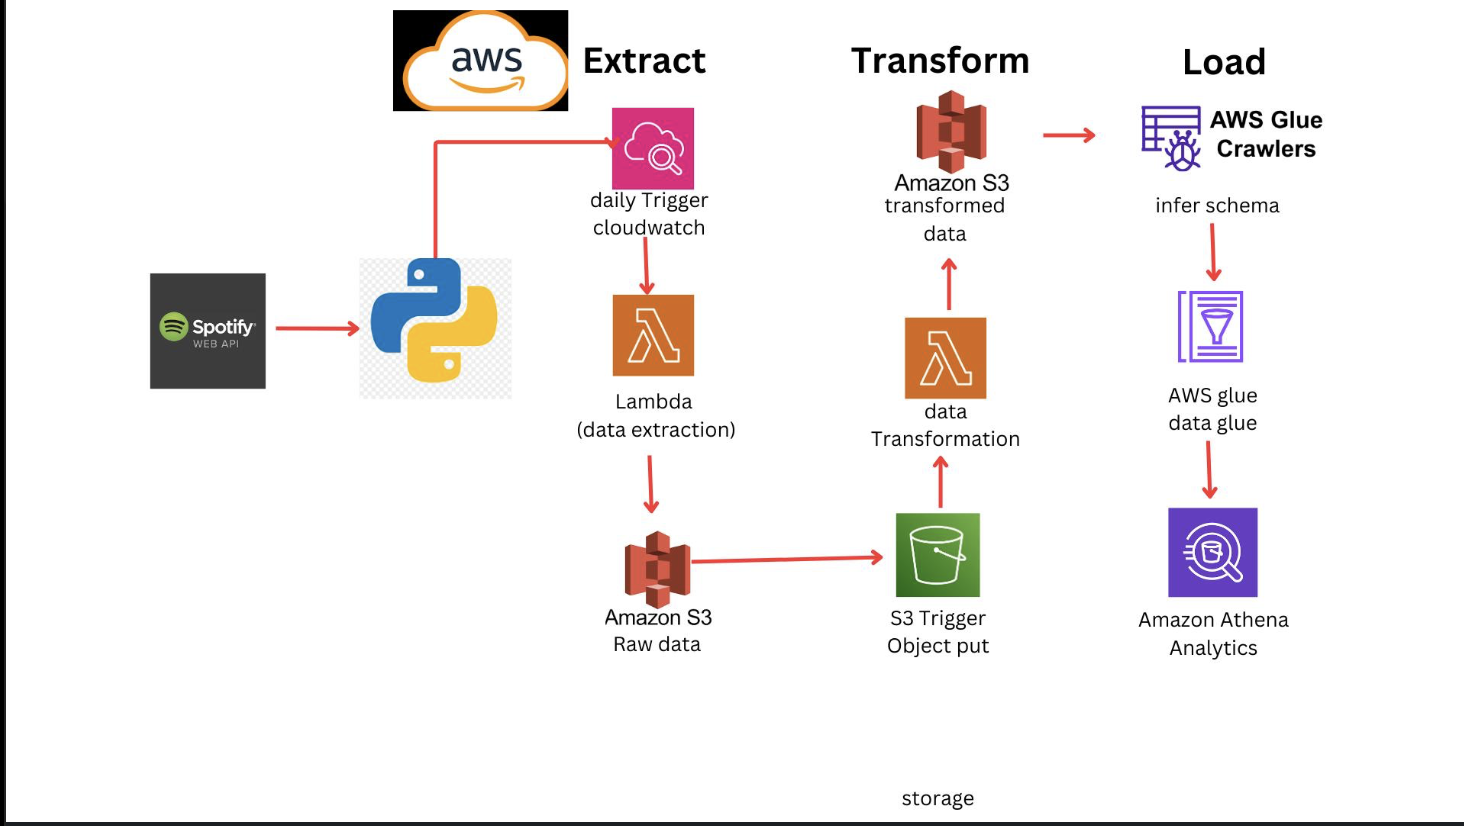 aws
Extract
Transform
Load
daily Trigger
cloudwatch
Spotify
WEB API
Lambda
(data extraction)
Amazon S3
Raw data
Amazon S3
transformed
data
data
Transformation
S3 Trigger
Object put
AWS Glue
Crawlers
infer schema
AWS glue
data glue
Amazon Athena
Analytics
storage